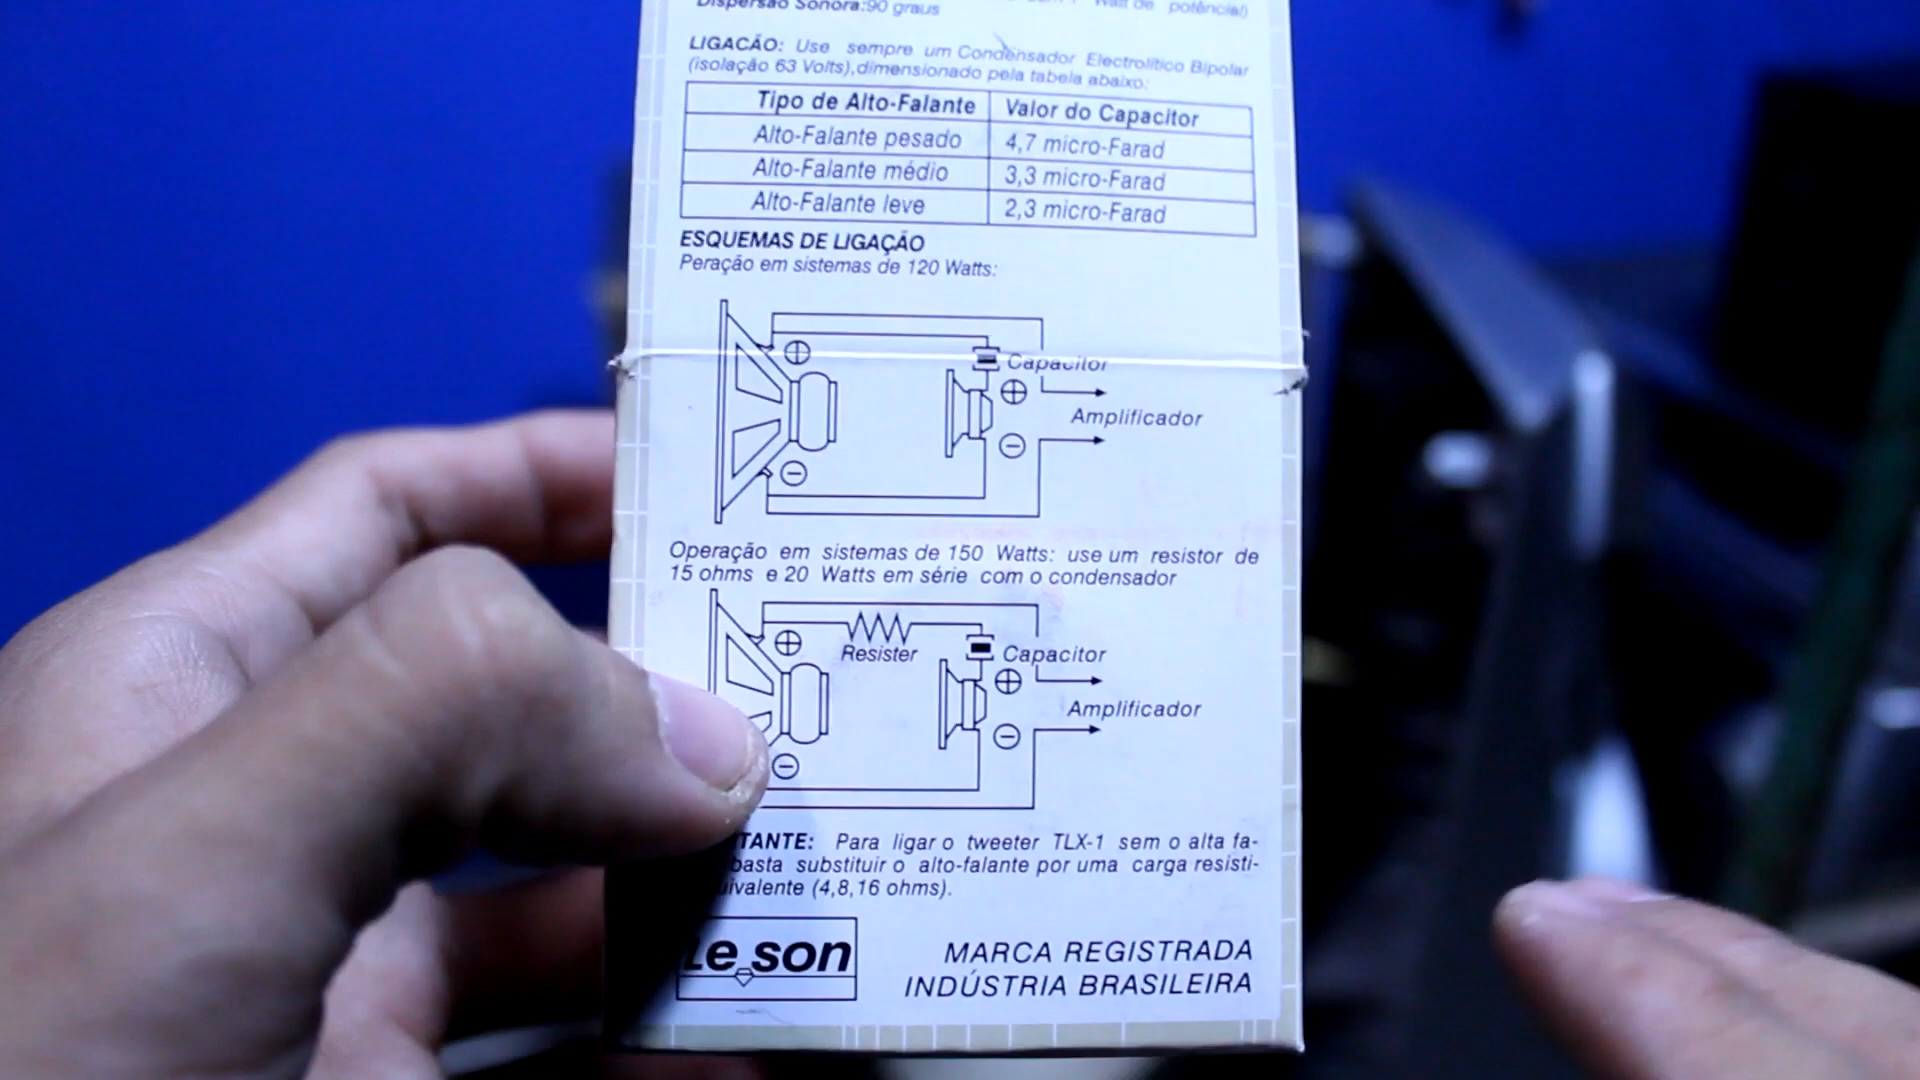 Dispersão Sonora:90 graus
Watt de potência)
LIGACÃO: Use sempre um Condensador Electrolítico Bipolar
(isolação 63 Volts),dimensionado pela tabela abaixo:
Tipo de Alto-Falante Valor do Capacitor
Alto-Falante pesado 4,7 micro-Farad
Alto-Falante médio 3,3 micro-Farad
Alto-Falante leve 2,3 micro-Farad
ESQUEMAS DE LIGAÇÃO
Peração em sistemas de 120 Watts:
Capacitor
Amplificador
Operação em sistemas de 150 Watts: use um resistor de
15 ohms e 20 Watts em série com o condensador
Resister
Capacitor
Amplificador
TANTE: Para ligar o tweeter TLX-1 sem o alta fa-
basta substituir o alto-falante por uma carga resisti-
uivalente (4,8,16 ohms).
Le son
MARCA REGISTRADA
INDÚSTRIA BRASILEIRA